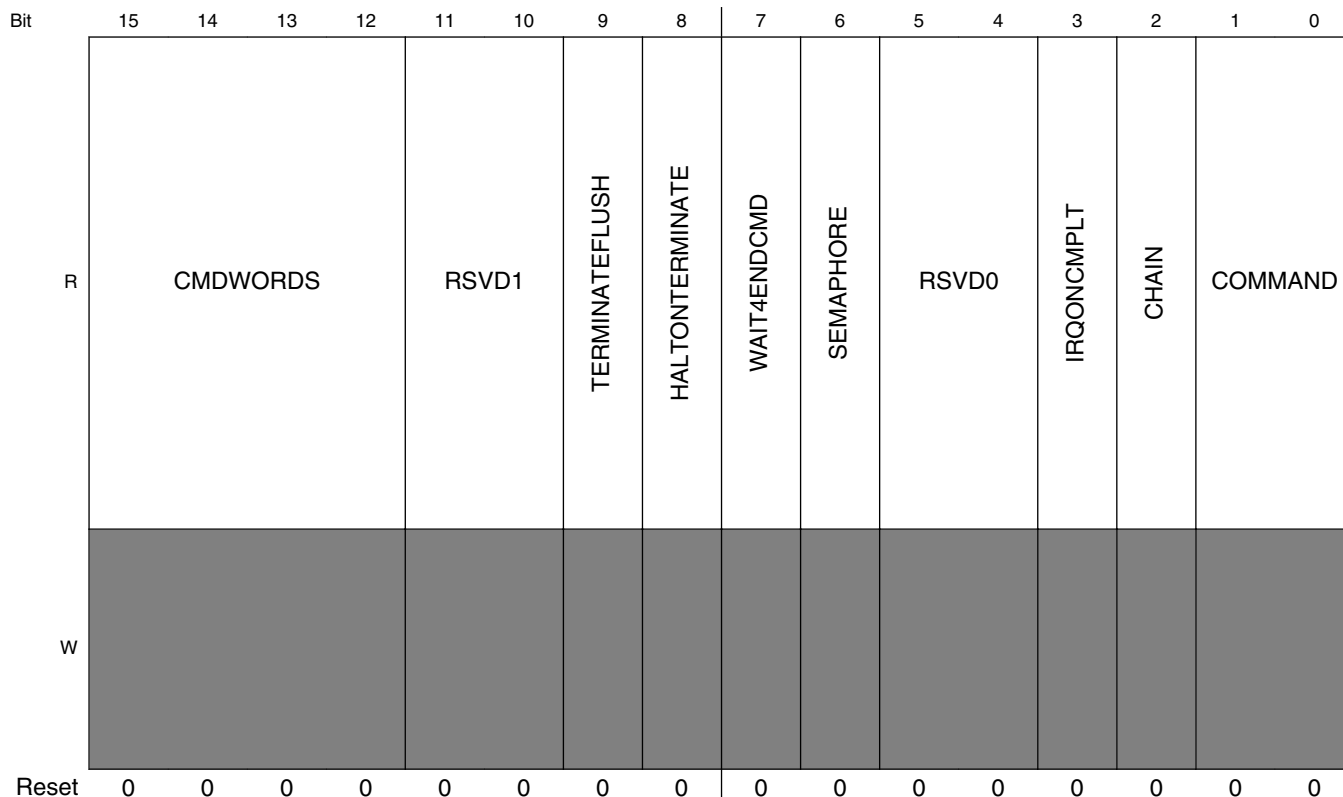 Bit 15 14 13 12 11 10 9 8 7 6 5 4 3 2 1 0
R CMDWORDS RSVD1 TERMINATEFLUSH HALTONTERMINATE WAIT4ENDCMD SEMAPHORE RSVD0 IRQONCMPLT CHAIN COMMAND
W
Reset 0 0 0 0 0 0 0 0 0 0 0 0 0 0 0 0